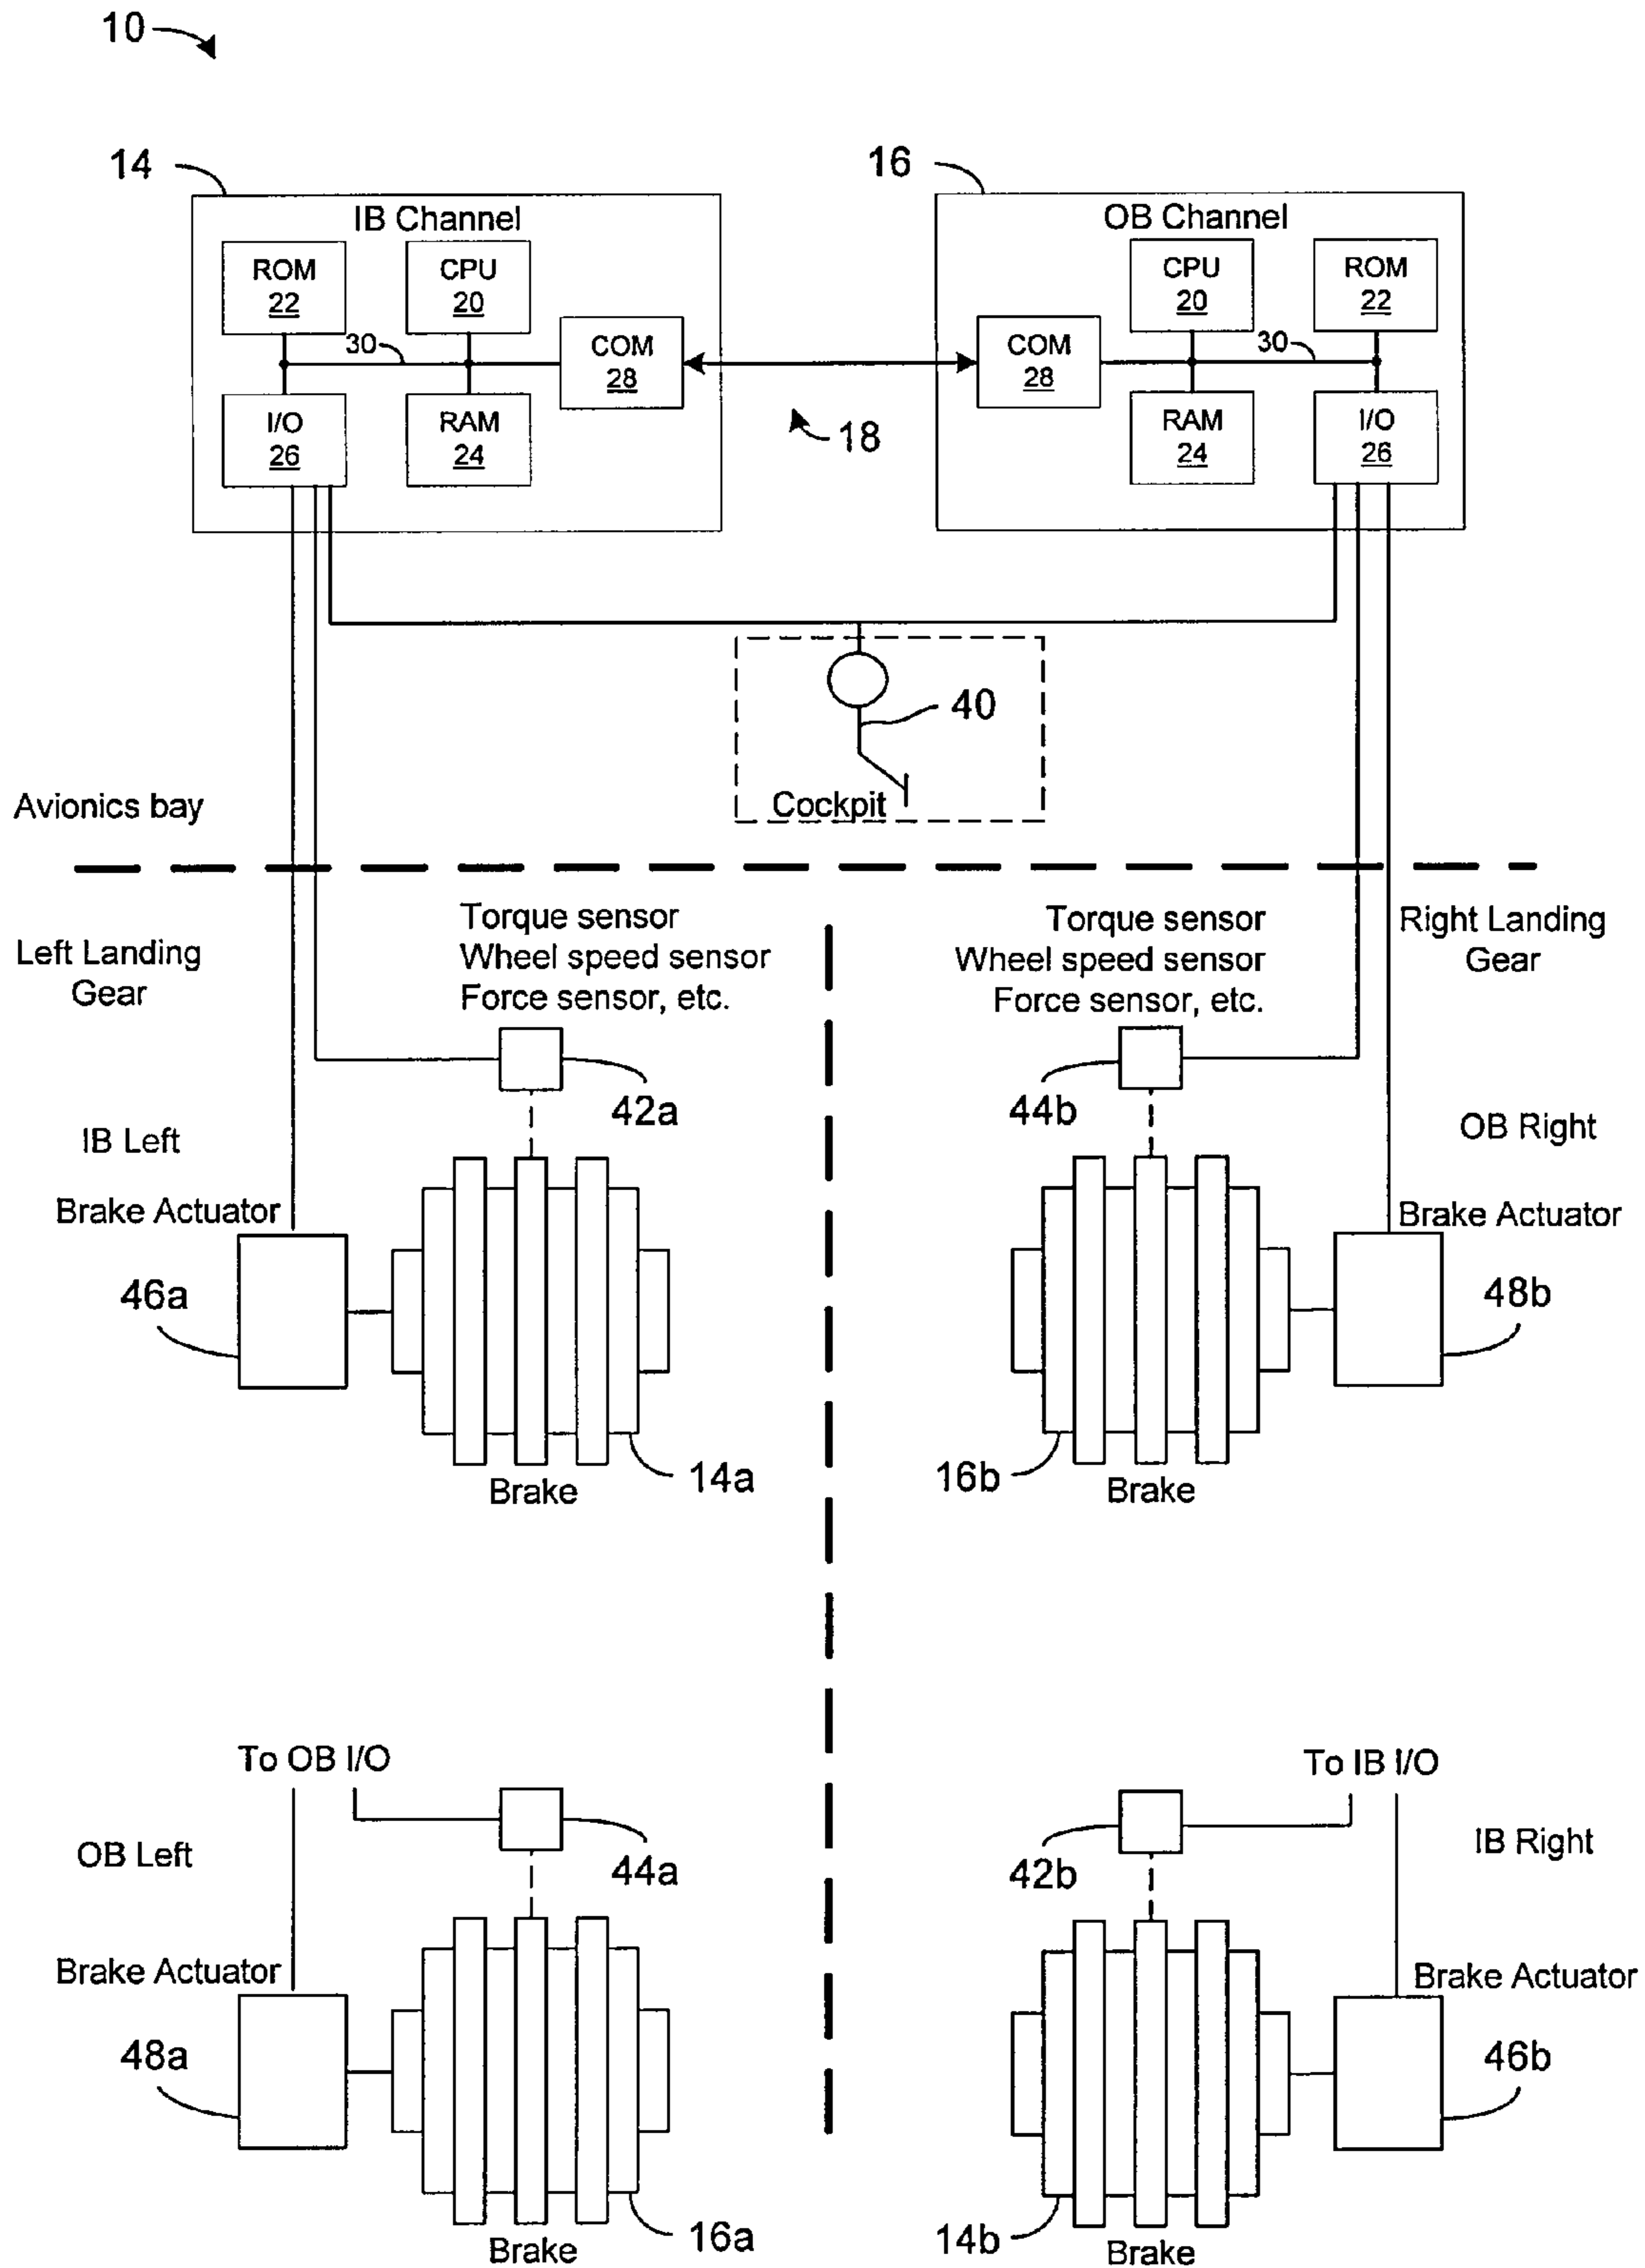 10
14
16
IB Channel
OB Channel
ROM
22
CPU
20
CPU
20
ROM
22
30
COM
28
COM
28
30
I/O
26
RAM
24
18
RAM
24
I/O
26
40
Cockpit
Avionics bay
Left Landing
Gear
Torque sensor
Wheel speed sensor
Force sensor, etc.
Torque sensor
Wheel speed sensor
Force sensor, etc.
Right Landing
Gear
42a
44b
IB Left
OB Right
Brake Actuator
Brake Actuator
46a
48b
14a
16b
Brake
Brake
To OB I/O
To IB I/O
OB Left
44a
42b
IB Right
Brake Actuator
Brake Actuator
48a
46b
16a
14b
Brake
Brake